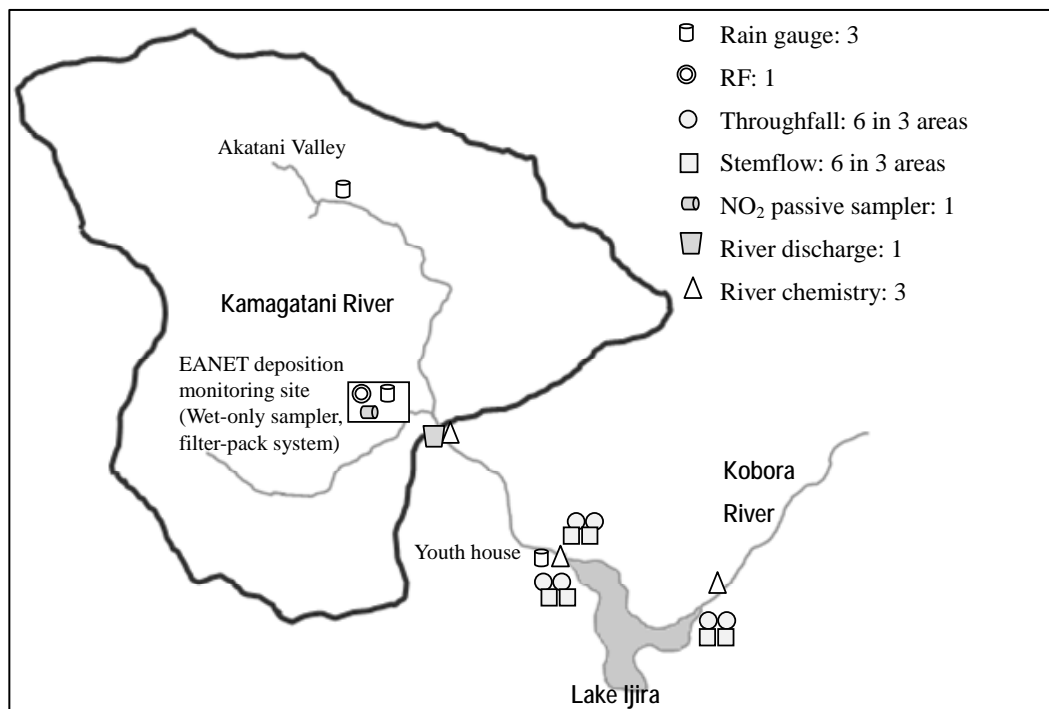 Rain gauge: 3
RF: 1
Throughfall: 6 in 3 areas
Stemflow: 6 in 3 areas
NO₂ passive sampler: 1
River discharge: 1
River chemistry: 3
Akatani Valley
Kamagatani River
EANET deposition
monitoring site
(Wet-only sampler,
filter-pack system)
Kobora
River
Youth house
Lake Ijira